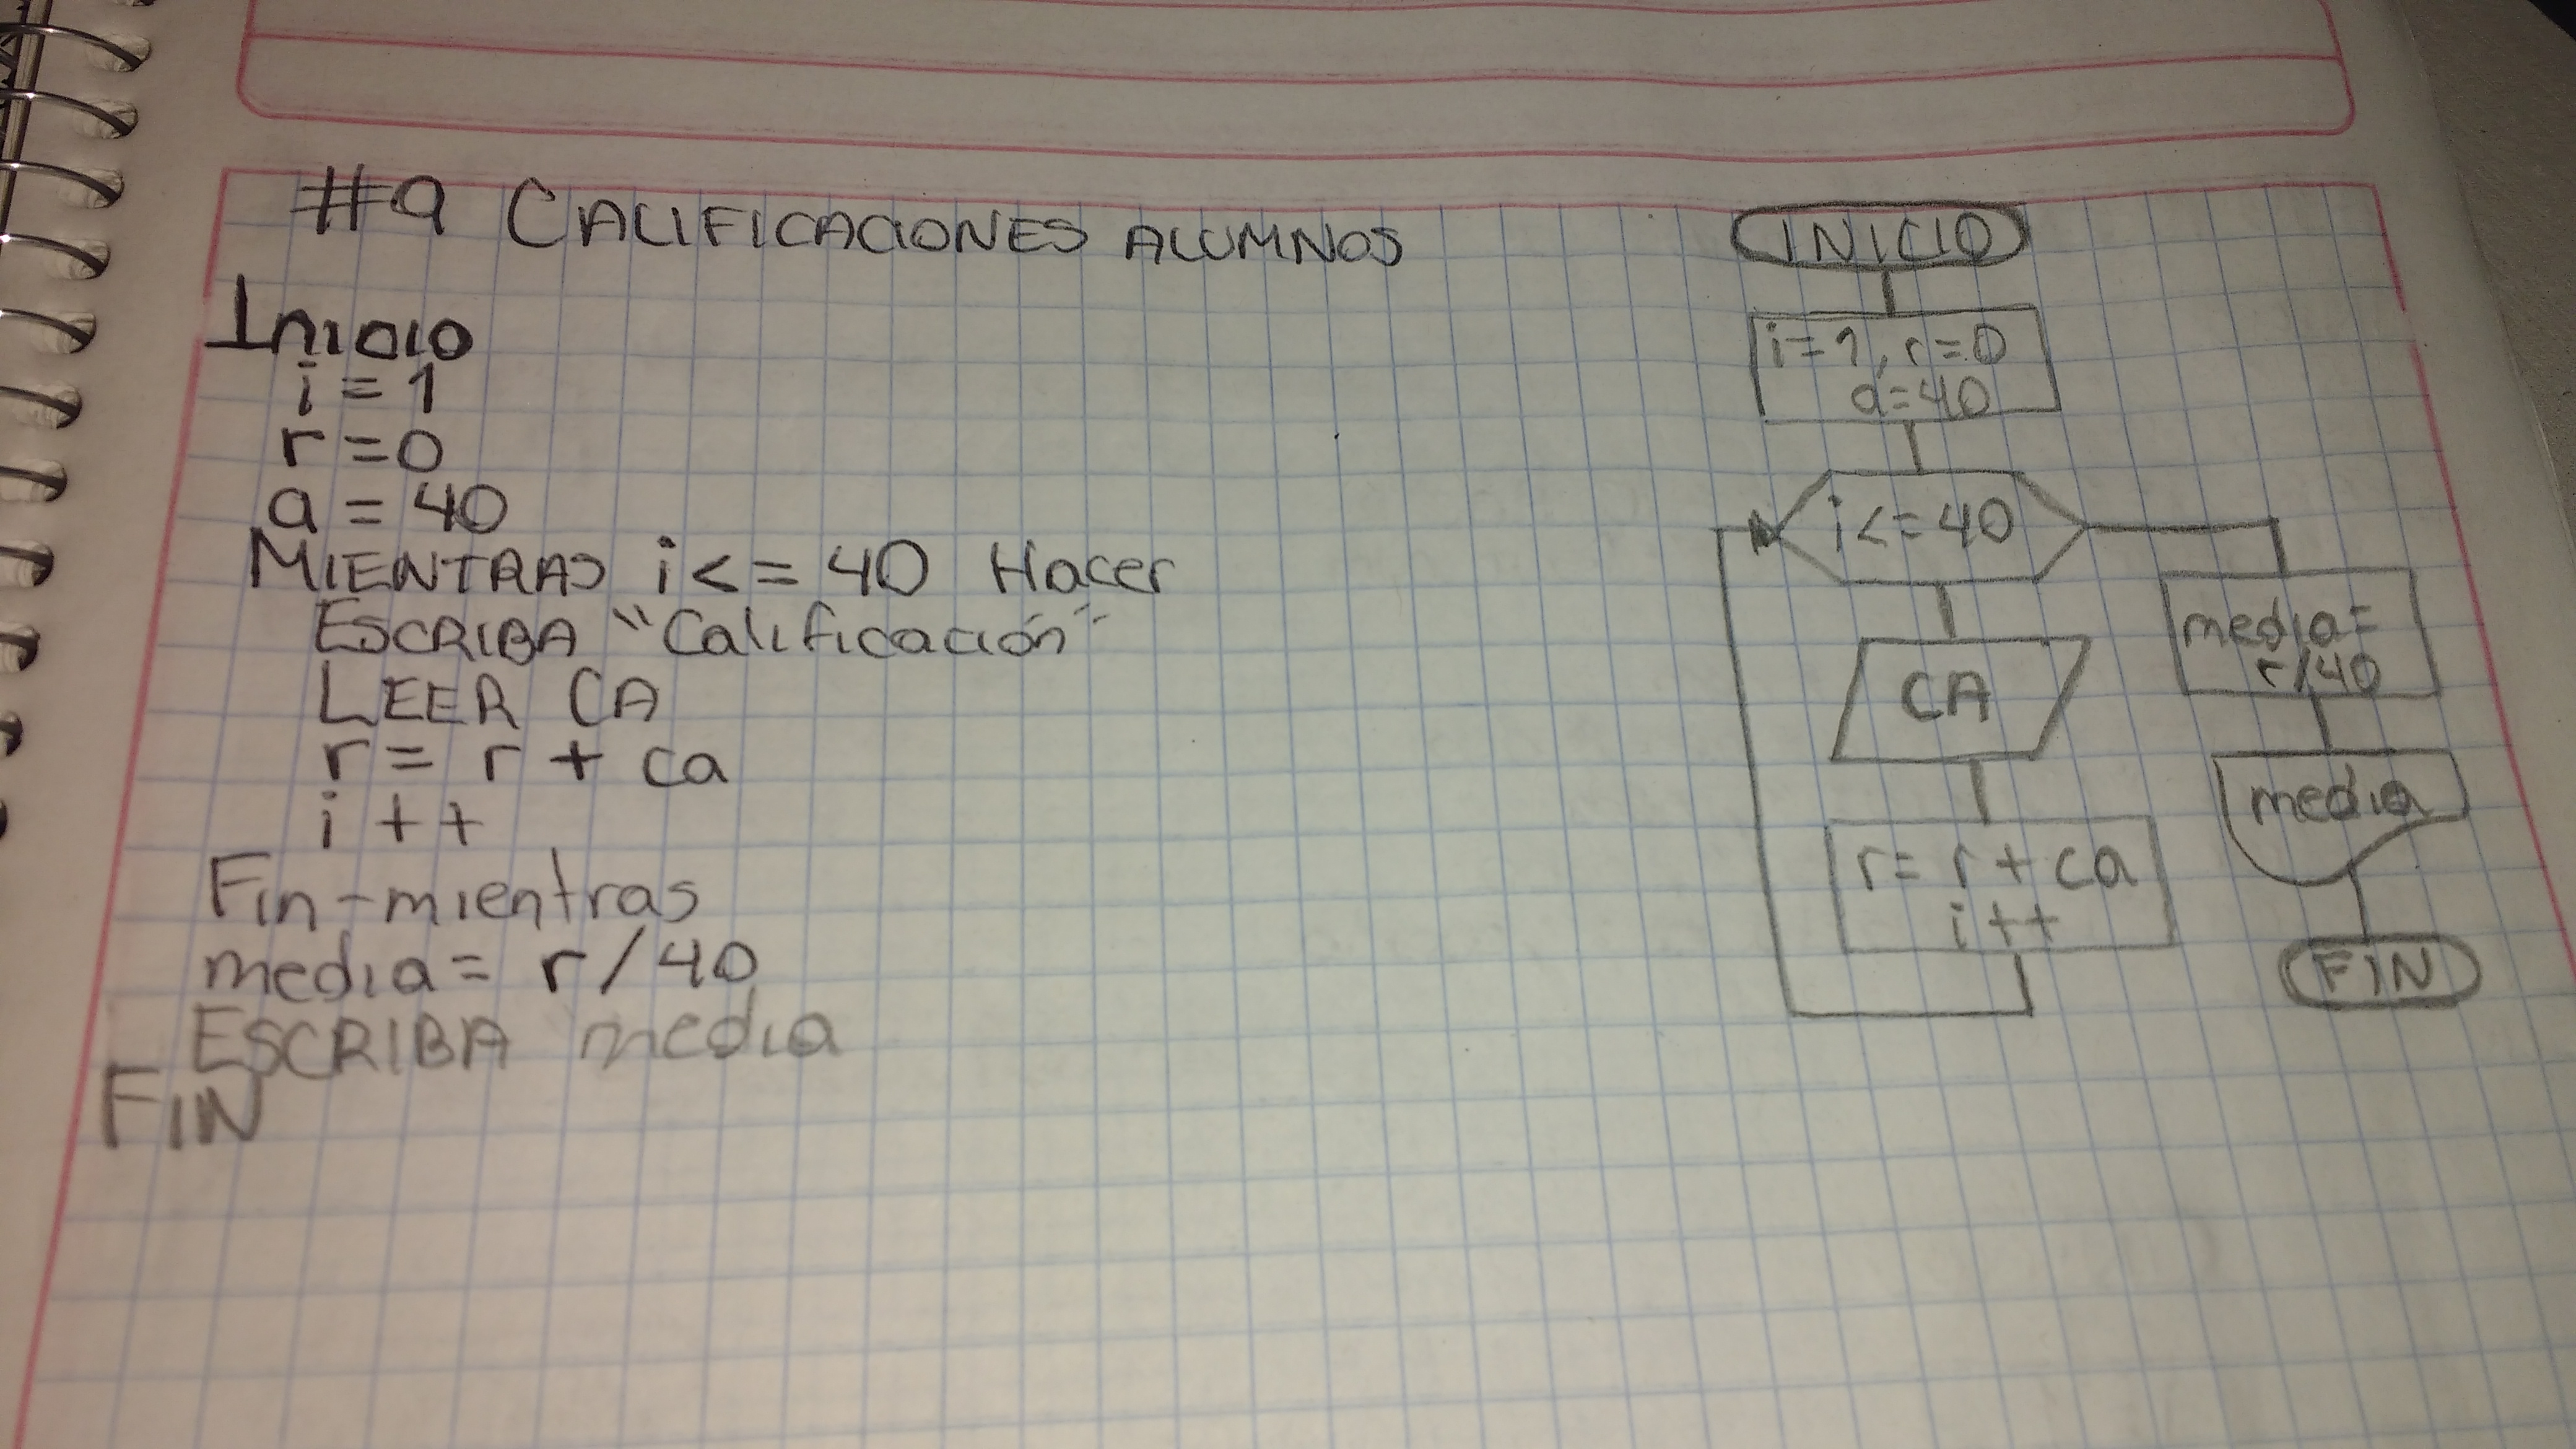 #9 CALIFICACIONES ALUMNOS
Inicio
i = 1
r = 0
a = 40
MIENTRAS i <= 40 Hacer
ESCRIBA "Calificación"
LEER CA
r = r + ca
i ++
Fin-mientras
media = r/40
ESCRIBA media
FIN
INICIO
i=1, r=0
a=40
i<=40
CA
r= r + ca
i ++
media=
r/40
media
FIN